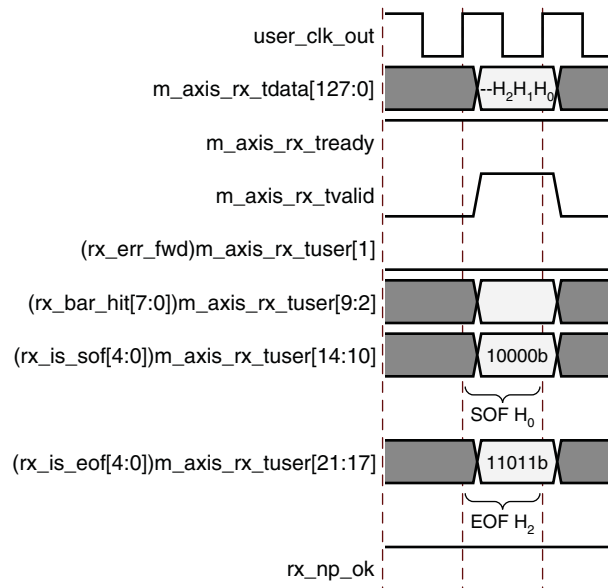 user_clk_out
m_axis_rx_tdata[127:0]
--H2H1H0
m_axis_rx_tready
m_axis_rx_tvalid
(rx_err_fwd)m_axis_rx_tuser[1]
(rx_bar_hit[7:0])m_axis_rx_tuser[9:2]
(rx_is_sof[4:0])m_axis_rx_tuser[14:10]
10000b
SOF H0
(rx_is_eof[4:0])m_axis_rx_tuser[21:17]
11011b
EOF H2
rx_np_ok